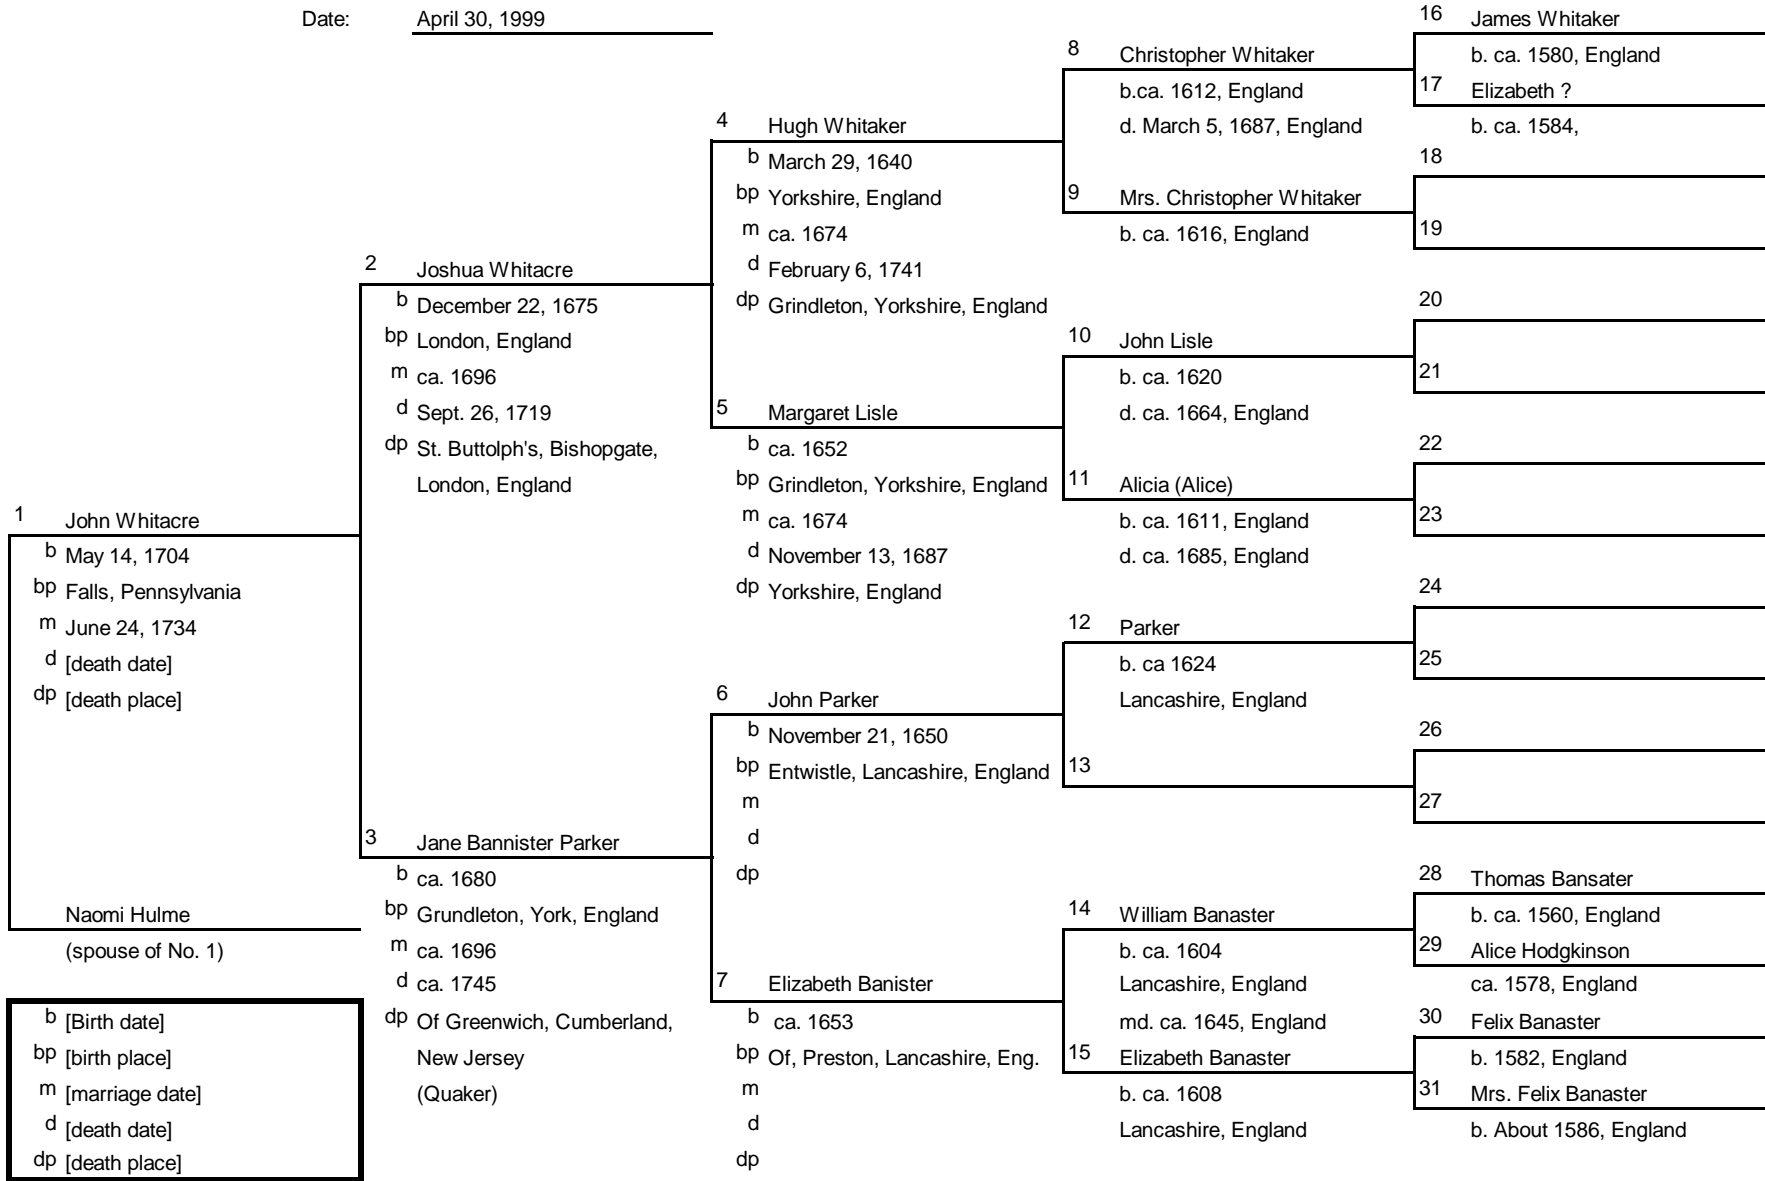 Date: April 30, 1999
1 John Whitacre
b May 14, 1704
bp Falls, Pennsylvania
m June 24, 1734
d [death date]
dp [death place]
Naomi Hulme
(spouse of No. 1)
b [Birth date]
bp [birth place]
m [marriage date]
d [death date]
dp [death place]
2 Joshua Whitacre
b December 22, 1675
bp London, England
m ca. 1696
d Sept. 26, 1719
dp St. Buttolph's, Bishopgate,
London, England
3 Jane Bannister Parker
b ca. 1680
bp Grundleton, York, England
m ca. 1696
d ca. 1745
dp Of Greenwich, Cumberland,
New Jersey
(Quaker)
4 Hugh Whitaker
b March 29, 1640
bp Yorkshire, England
m ca. 1674
d February 6, 1741
dp Grindleton, Yorkshire, England
5 Margaret Lisle
b ca. 1652
bp Grindleton, Yorkshire, England
m ca. 1674
d November 13, 1687
dp Yorkshire, England
6 John Parker
b November 21, 1650
bp Entwistle, Lancashire, England
m
d
dp
7 Elizabeth Banister
b ca. 1653
bp Of, Preston, Lancashire, Eng.
m
d
dp
8 Christopher Whitaker
b.ca. 1612, England
d. March 5, 1687, England
9 Mrs. Christopher Whitaker
b. ca. 1616, England
10 John Lisle
b. ca. 1620
d. ca. 1664, England
11 Alicia (Alice)
b. ca. 1611, England
d. ca. 1685, England
12 Parker
b. ca 1624
Lancashire, England
13
14 William Banaster
b. ca. 1604
Lancashire, England
md. ca. 1645, England
15 Elizabeth Banaster
b. ca. 1608
Lancashire, England
16 James Whitaker
b. ca. 1580, England
17 Elizabeth ?
b. ca. 1584,
18
19
20
21
22
23
24
25
26
27
28 Thomas Bansater
b. ca. 1560, England
29 Alice Hodgkinson
ca. 1578, England
30 Felix Banaster
b. 1582, England
31 Mrs. Felix Banaster
b. About 1586, England